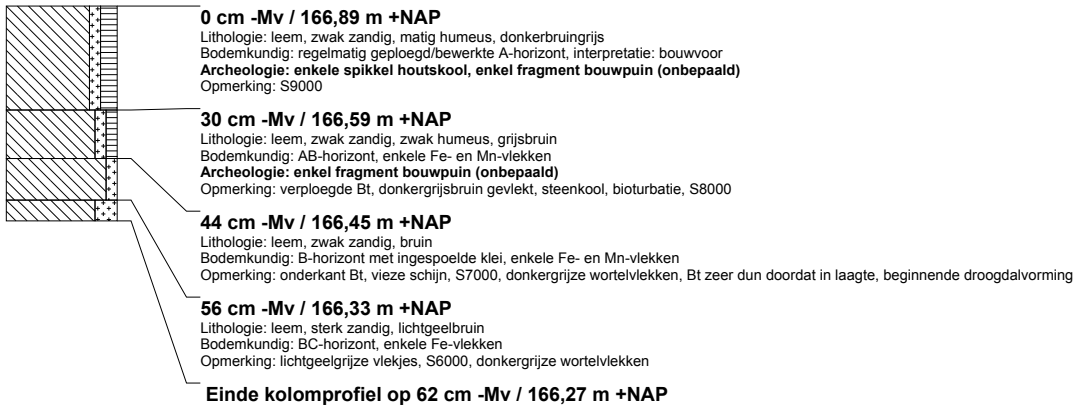 0 cm -Mv / 166,89 m +NAP
Lithologie: leem, zwak zandig, matig humeus, donkerbruingrijs
Bodemkundig: regelmatig geploegd/bewerkte A-horizont, interpretatie: bouwvoor
Archeologie: enkele spikkel houtskool, enkel fragment bouwpuin (onbepaald)
Opmerking: S9000
30 cm -Mv / 166,59 m +NAP
Lithologie: leem, zwak zandig, zwak humeus, grijsbruin
Bodemkundig: AB-horizont, enkele Fe- en Mn-vlekken
Archeologie: enkel fragment bouwpuin (onbepaald)
Opmerking: verploegde Bt, donkergrijsbruin gevlekt, steenkool, bioturbatie, S8000
44 cm -Mv / 166,45 m +NAP
Lithologie: leem, zwak zandig, bruin
Bodemkundig: B-horizont met ingespoelde klei, enkele Fe- en Mn-vlekken
Opmerking: onderkant Bt, vieze schijn, S7000, donkergrijze wortelvlekken, Bt zeer dun doordat in laagte, beginnende droogdalvorming
56 cm -Mv / 166,33 m +NAP
Lithologie: leem, sterk zandig, lichtgeelbruin
Bodemkundig: BC-horizont, enkele Fe-vlekken
Opmerking: lichtgeelgrijze vlekjes, S6000, donkergrijze wortelvlekken
Einde kolomprofiel op 62 cm -Mv / 166,27 m +NAP